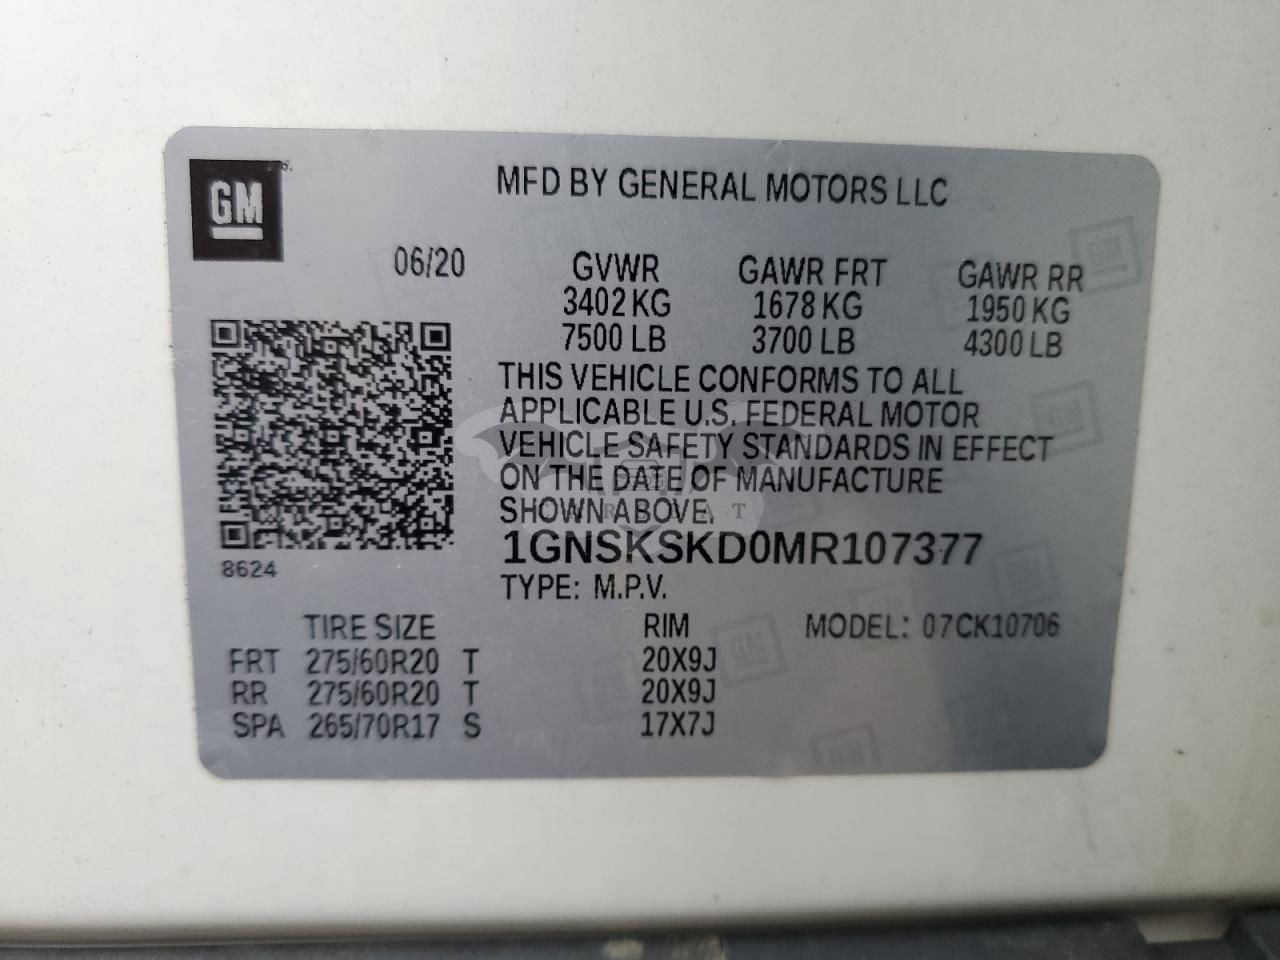 GM
MFD BY GENERAL MOTORS LLC
06/20 GVWR GAWR FRT GAWR RR
3402 KG 1678 KG 1950 KG
7500 LB 3700 LB 4300 LB
THIS VEHICLE CONFORMS TO ALL
APPLICABLE U.S. FEDERAL MOTOR
VEHICLE SAFETY STANDARDS IN EFFECT
ON THE DATE OF MANUFACTURE
SHOWN ABOVE.
1GNSKSKD0MR107377
8624
TYPE: M.P.V.
TIRE SIZE RIM MODEL: 07CK10706
FRT 275/60R20 T 20X9J
RR 275/60R20 T 20X9J
SPA 265/70R17 S 17X7J